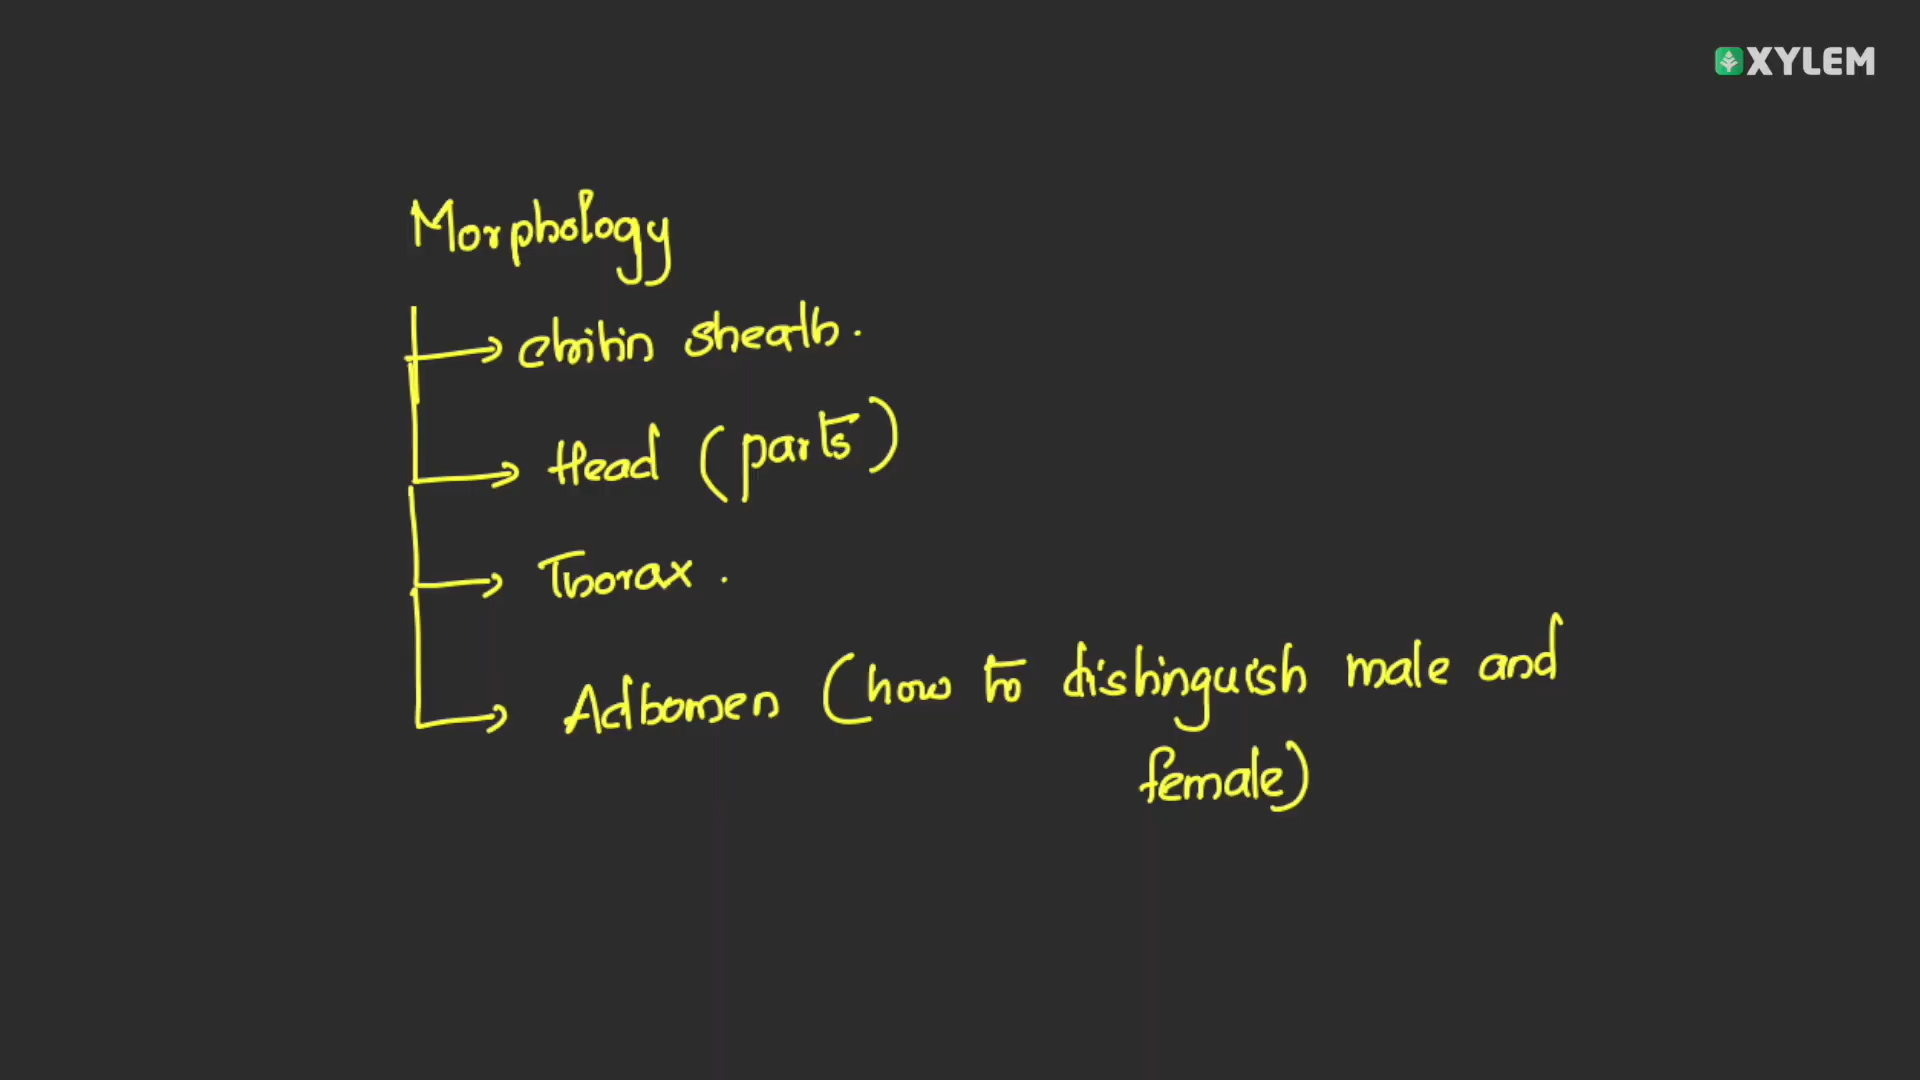 XYLEM
Morphology
chitin sheath.
Head (parts)
Thorax.
Adbomen (how to distinguish male and
female)